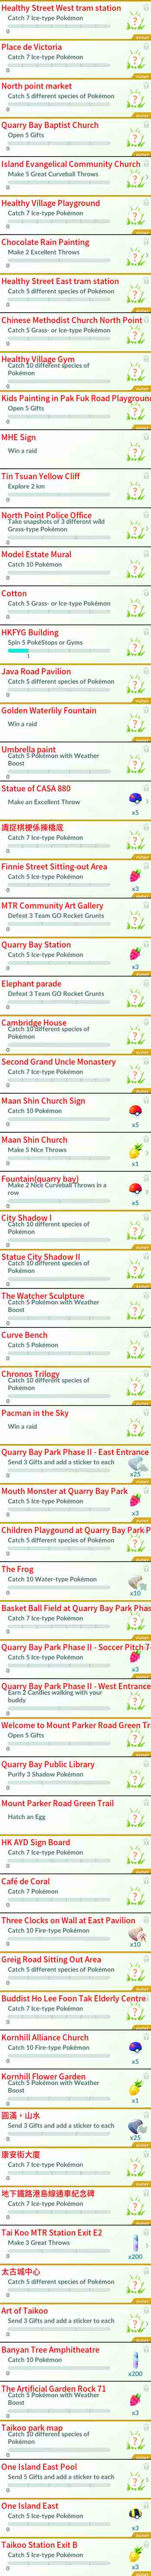 Healthy Street West tram station
Catch 7 Ice-type Pokémon
0
Place de Victoria
Catch 7 Ice-type Pokémon
0
North point market
Catch 5 different species of Pokémon
0
Quarry Bay Baptist Church
Open 5 Gifts
0
Island Evangelical Community Church
Make 5 Great Curveball Throws
0
Healthy Village Playground
Catch 7 Ice-type Pokémon
0
Chocolate Rain Painting
Make 2 Excellent Throws
0
Healthy Street East tram station
Catch 5 different species of Pokémon
0
Chinese Methodist Church North Point
Catch 5 Grass- or Ice-type Pokémon
0
Healthy Village Gym
Catch 10 different species of
Pokémon
0
Kids Painting in Pak Fuk Road Playground
Open 5 Gifts
0
MHE Sign
Win a raid
Tin Tsuan Yellow Cliff
Explore 2 km
0
North Point Police Office
Take snapshots of 3 different wild
Grass-type Pokémon
0
Model Estate Mural
Catch 10 Pokémon
0
Cotton
Catch 5 Grass- or Ice-type Pokémon
0
HKFYG Building
Spin 5 PokéStops or Gyms
1
Java Road Pavilion
Catch 5 different species of Pokémon
0
Golden Waterlily Fountain
Win a raid
Umbrella paint
Catch 5 Pokémon with Weather
Boost
0
Statue of CASA 880
Make an Excellent Throw
x5
Catch 7 Ice-type Pokémon
0
Finnie Street Sitting-out Area
Catch 5 Ice-type Pokémon
0
x3
MTR Community Art Gallery
Defeat 3 Team GO Rocket Grunts
0
Quarry Bay Station
Catch 5 Ice-type Pokémon
0
x3
Elephant parade
Defeat 3 Team GO Rocket Grunts
0
Cambridge House
Catch 10 different species of
Pokémon
0
Second Grand Uncle Monastery
Catch 7 Ice-type Pokémon
0
Maan Shin Church Sign
Catch 10 Pokémon
0
x5
Maan Shin Church
Make 5 Nice Throws
0
x1
Fountain(quarry bay)
Make 2 Nice Curveball Throws in a
row
0
x5
City Shadow I
Catch 10 different species of
Pokémon
0
Statue City Shadow II
Catch 10 different species of
Pokémon
0
The Watcher Sculpture
Catch 5 Pokémon with Weather
Boost
0
Curve Bench
Catch 5 Pokémon
0
Chronos Trilogy
Catch 10 different species of
Pokémon
0
Pacman in the Sky
Win a raid
Quarry Bay Park Phase II - East Entrance
Send 3 Gifts and add a sticker to each
0
x25
Mouth Monster at Quarry Bay Park
Catch 5 Ice-type Pokémon
0
x3
Children Playgound at Quarry Bay Park P
Catch 5 different species of Pokémon
0
The Frog
Catch 10 Water-type Pokémon
0
x10
Basket Ball Field at Quarry Bay Park Phas
Catch 7 Ice-type Pokémon
0
Quarry Bay Park Phase II - Soccer Pitch 7-
Catch 5 Ice-type Pokémon
0
x3
Quarry Bay Park Phase II - West Entrance
Earn 2 Candies walking with your
buddy
0
Welcome to Mount Parker Road Green Tr
Open 5 Gifts
0
Quarry Bay Public Library
Purify 3 Shadow Pokémon
0
Mount Parker Road Green Trail
Hatch an Egg
HK AYD Sign Board
Catch 7 Ice-type Pokémon
0
Café de Coral
Catch 7 Pokémon
0
Three Clocks on Wall at East Pavilion
Catch 10 Fire-type Pokémon
0
x10
Greig Road Sitting Out Area
Catch 5 different species of Pokémon
0
Buddist Ho Lee Foon Tak Elderly Centre
Catch 7 Ice-type Pokémon
0
Kornhill Alliance Church
Catch 10 Fire-type Pokémon
0
x5
Kornhill Flower Garden
Catch 5 Pokémon with Weather
Boost
0
x1
圓滿，山水
Send 3 Gifts and add a sticker to each
0
x25
康安街大廈
Catch 7 Ice-type Pokémon
0
地下鐵路港島線通車紀念碑
Catch 7 Ice-type Pokémon
0
Tai Koo MTR Station Exit E2
Make 3 Great Throws
0
x200
太古城中心
Catch 5 different species of Pokémon
0
Art of Taikoo
Send 3 Gifts and add a sticker to each
0
Banyan Tree Amphitheatre
Catch 10 Pokémon
0
x200
The Artificial Garden Rock 71
Catch 5 Pokémon with Weather
Boost
0
x3
Taikoo park map
Catch 10 different species of
Pokémon
0
One Island East Pool
Send 5 Gifts and add a sticker to each
0
One Island East
Catch 5 Ice-type Pokémon
0
x3
Taikoo Station Exit B
Catch 5 Ice-type Pokémon
0
x3